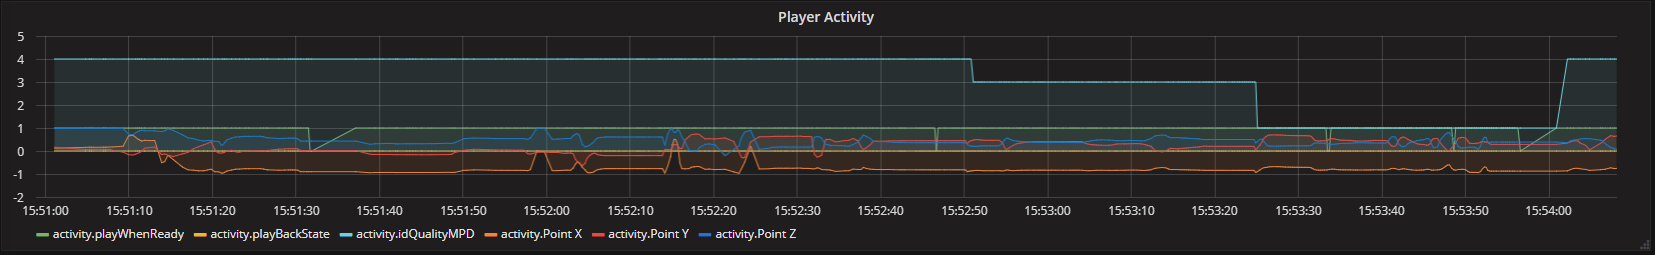 Player Activity
5
4
3
2
1
0
-1
-2
15:51:00 15:51:10 15:51:20 15:51:30 15:51:40 15:51:50 15:52:00 15:52:10 15:52:20 15:52:30 15:52:40 15:52:50 15:53:00 15:53:10 15:53:20 15:53:30 15:53:40 15:53:50 15:54:00
activity.playWhenReady activity.playBackState activity.idQualityMPD activity.Point X activity.Point Y activity.Point Z